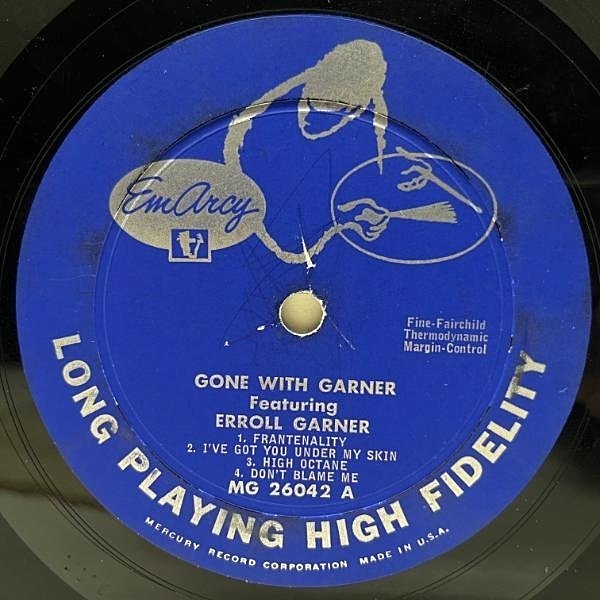 EmArcy
Fine-Fairchild
Thermodynamic
Margin-Control
GONE WITH GARNER
Featuring
ERROLL GARNER
1. FRANTENALITY
2. I'VE GOT YOU UNDER MY SKIN
3. HIGH OCTANE
4. DON'T BLAME ME
MG 26042 A
LONG PLAYING HIGH FIDELITY
MERCURY RECORD CORPORATION MADE IN U.S.A.